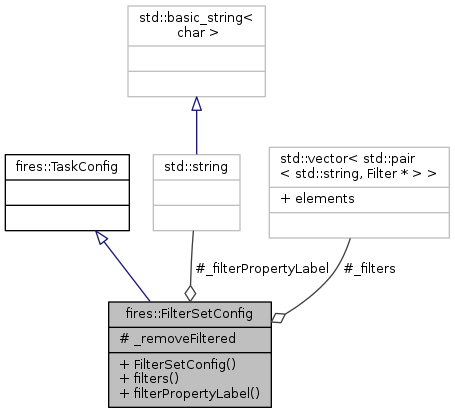 std::basic_string<
char >
fires::TaskConfig
std::string
std::vector< std::pair
< std::string, Filter * > >
+ elements
#_filterPropertyLabel
#_filters
fires::FilterSetConfig
# _removeFiltered
+ FilterSetConfig()
+ filters()
+ filterPropertyLabel()